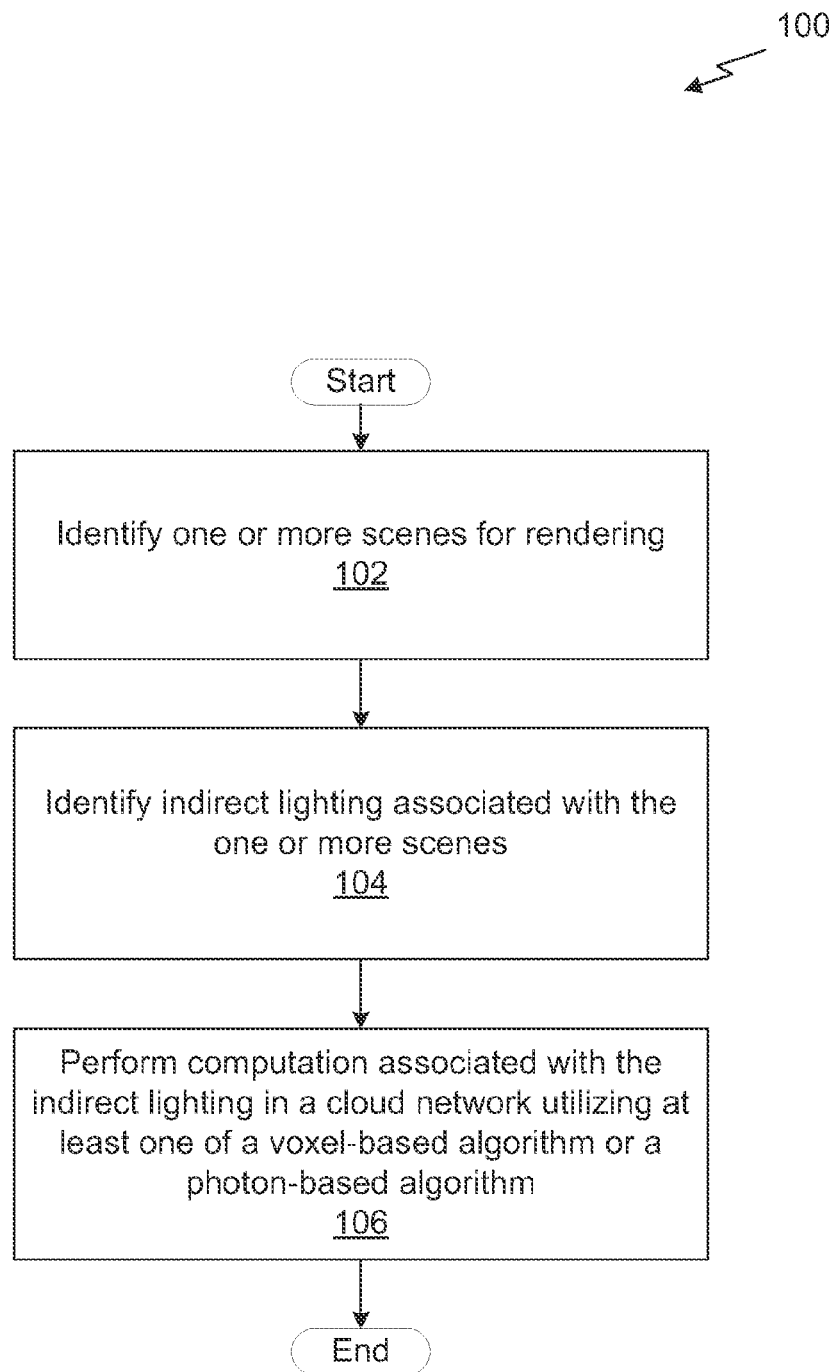 100
Start
Identify one or more scenes for rendering
102
Identify indirect lighting associated with the
one or more scenes
104
Perform computation associated with the
indirect lighting in a cloud network utilizing at
least one of a voxel-based algorithm or a
photon-based algorithm
106
End